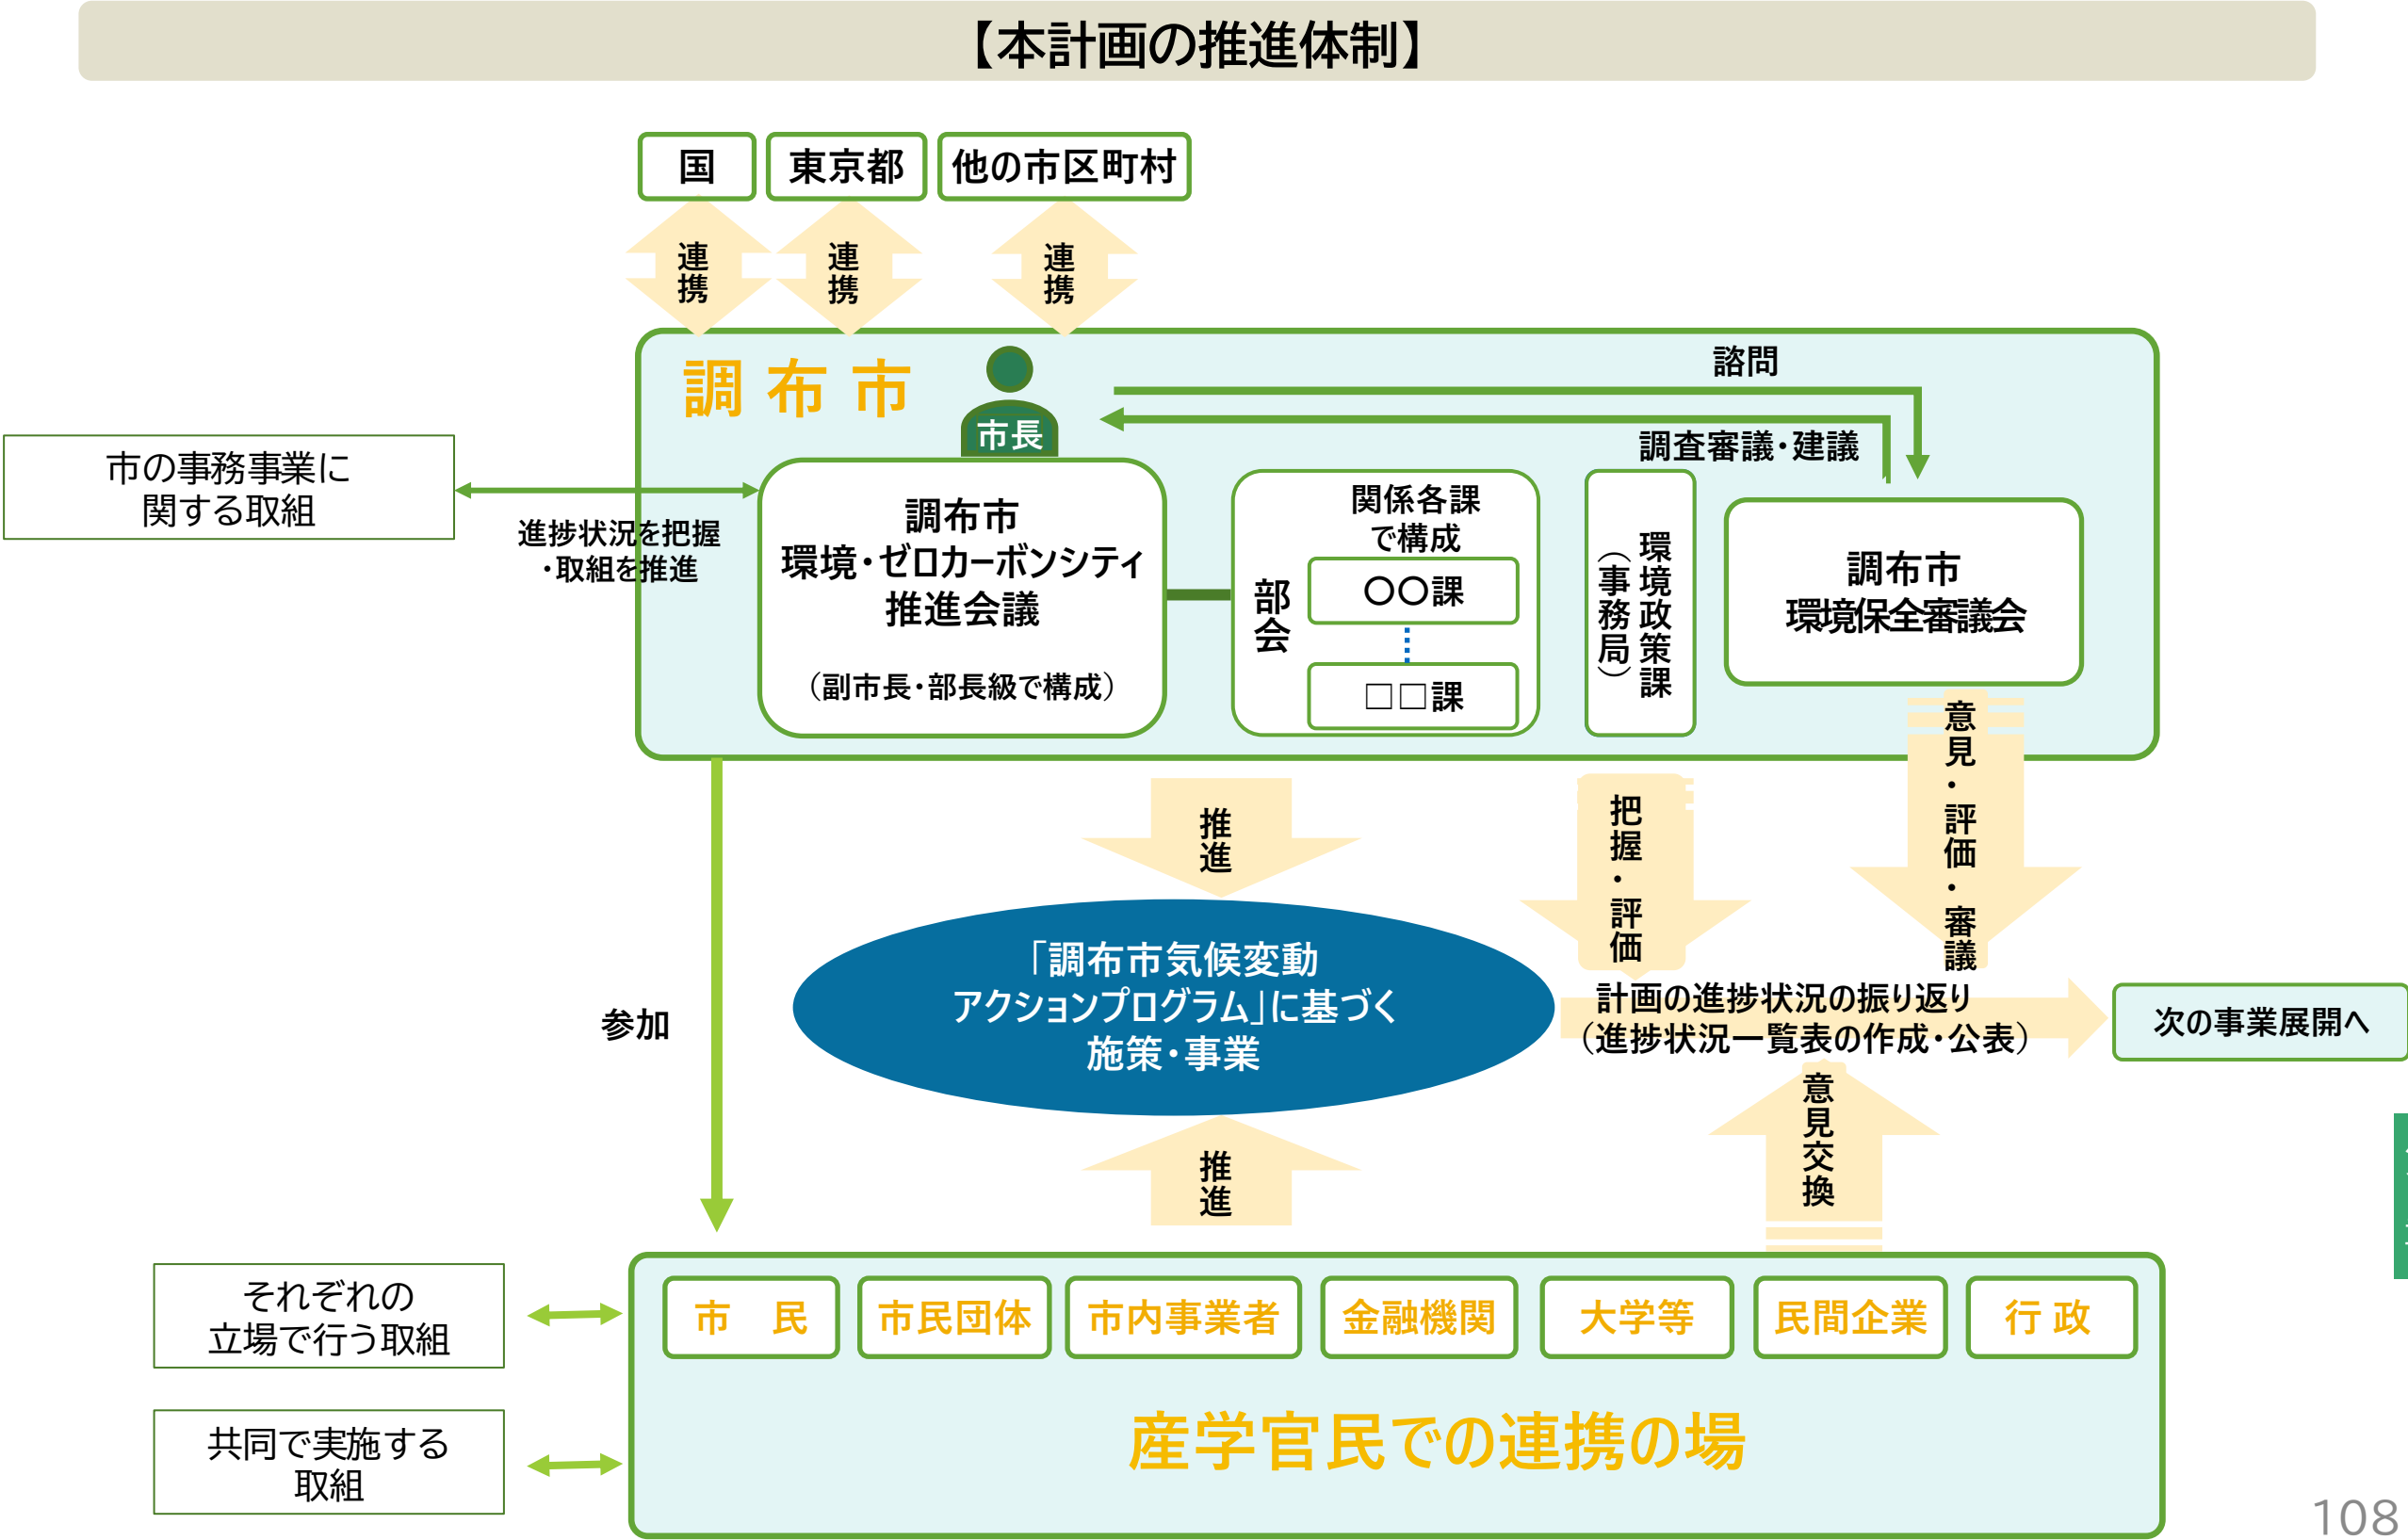 【本計画の推進体制】
国
東京都
他の市区町村
連携
連携
連携
調布市
市長
諮問
調査審議・建議
市の事務事業に
関する取組
進捗状況を把握
・取組を推進
調布市
環境・ゼロカーボンシティ
推進会議
（副市長・部長級で構成）
部会
関係各課
で構成
〇〇課
□□課
環境政策課
（事務局）
調布市
環境保全審議会
推進
把握・評価
意見・評価・審議
参加
「調布市気候変動
アクションプログラム」に基づく
施策・事業
計画の進捗状況の振り返り
（進捗状況一覧表の作成・公表）
次の事業展開へ
推進
意見交換
それぞれの
立場で行う取組
共同で実施する
取組
市　民
市民団体
市内事業者
金融機関
大学等
民間企業
行政
産学官民での連携の場
108